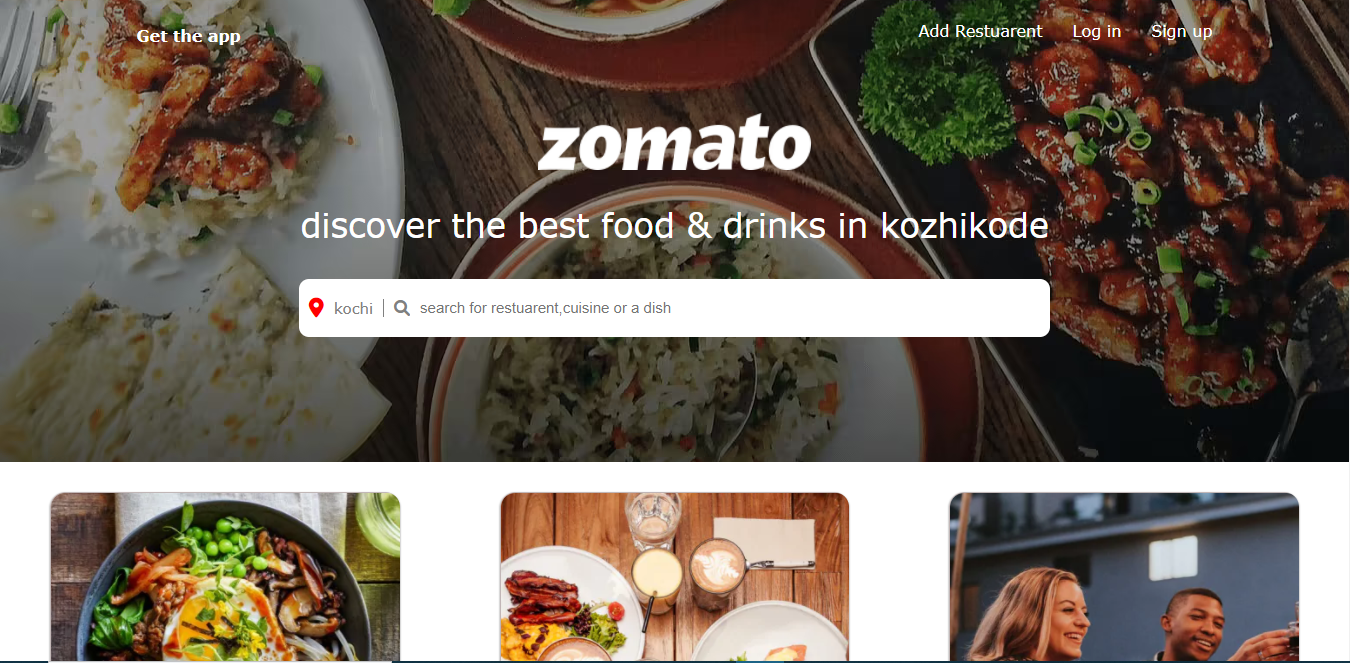 Get the app
Add Restuarent Log in Sign up
zomato
discover the best food & drinks in kozhikode
kochi search for restuarent,cuisine or a dish